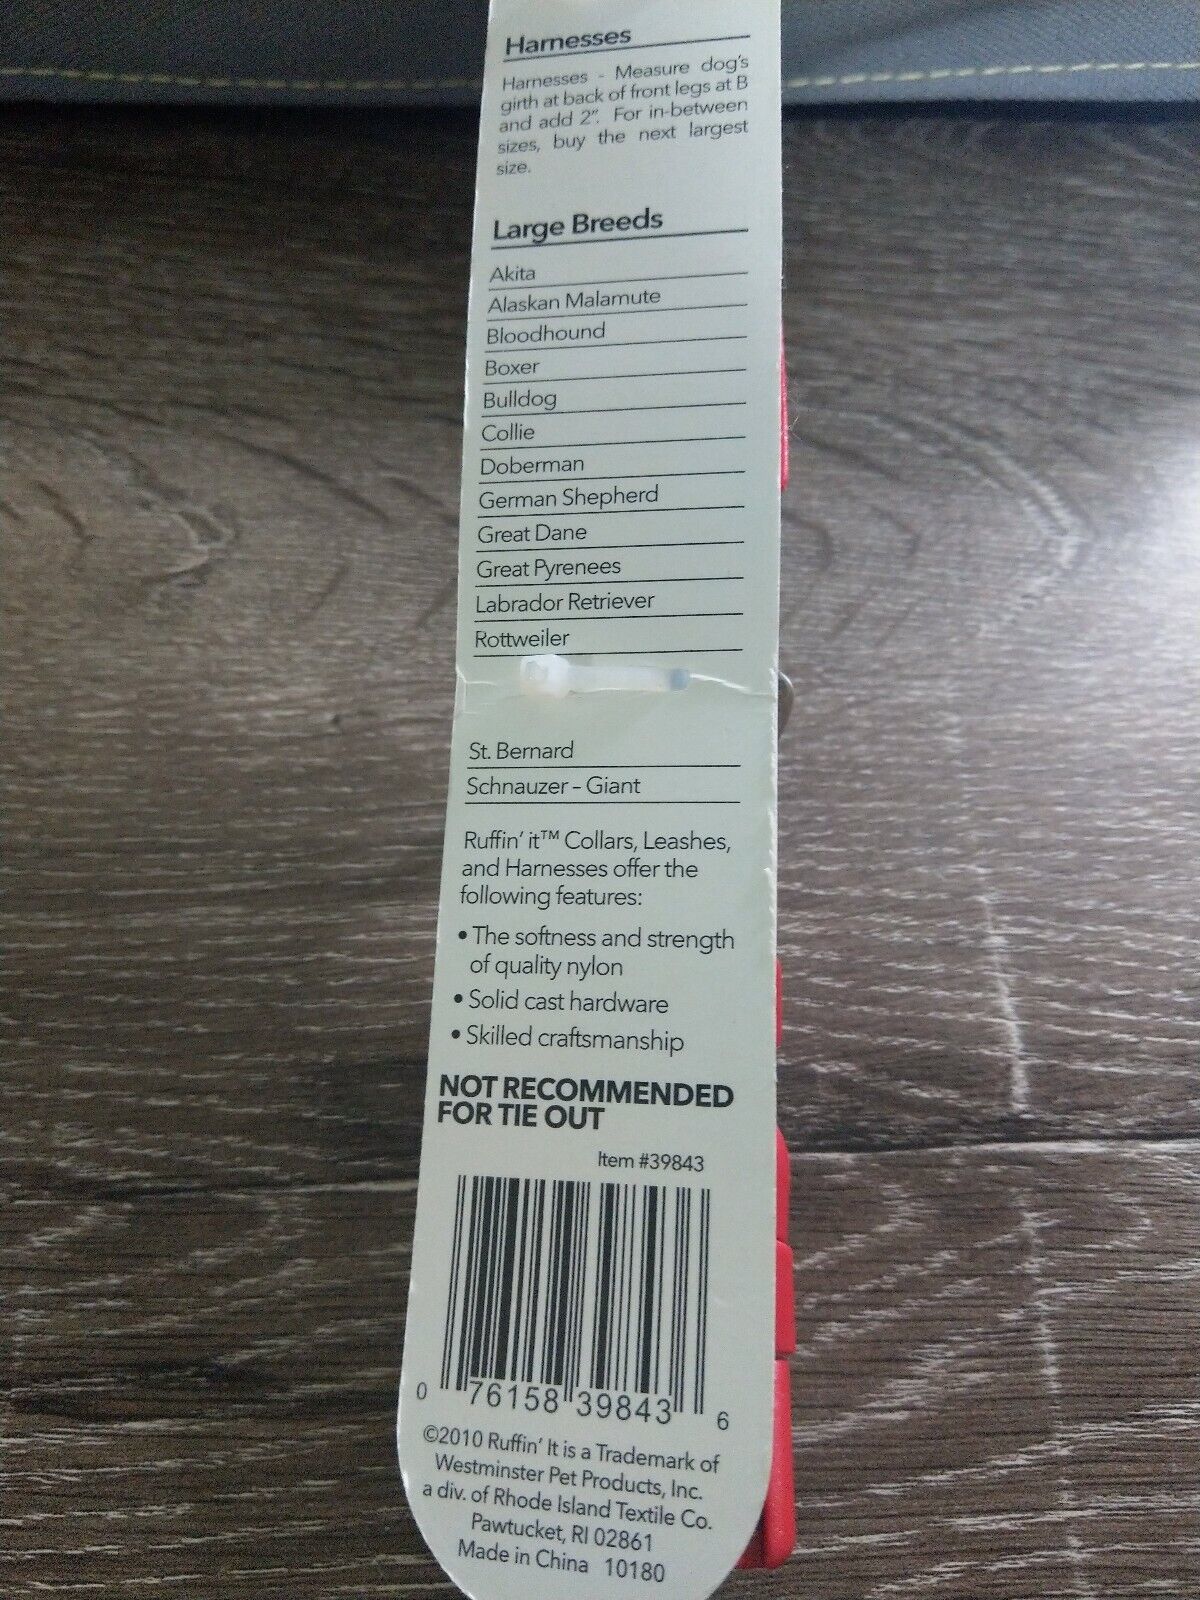 Harnesses
Harnesses - Measure dog's
girth at back of front legs at B
and add 2". For in-between
sizes, buy the next largest
size.
Large Breeds
Akita
Alaskan Malamute
Bloodhound
Boxer
Bulldog
Collie
Doberman
German Shepherd
Great Dane
Great Pyrenees
Labrador Retriever
Rottweiler
St. Bernard
Schnauzer - Giant
Ruffin' it™ Collars, Leashes,
and Harnesses offer the
following features:
• The softness and strength
of quality nylon
• Solid cast hardware
• Skilled craftsmanship
NOT RECOMMENDED
FOR TIE OUT
Item #39843
0 76158 39843 6
©2010 Ruffin' It is a Trademark of
Westminster Pet Products, Inc.
a div. of Rhode Island Textile Co.
Pawtucket, RI 02861
Made in China 10180